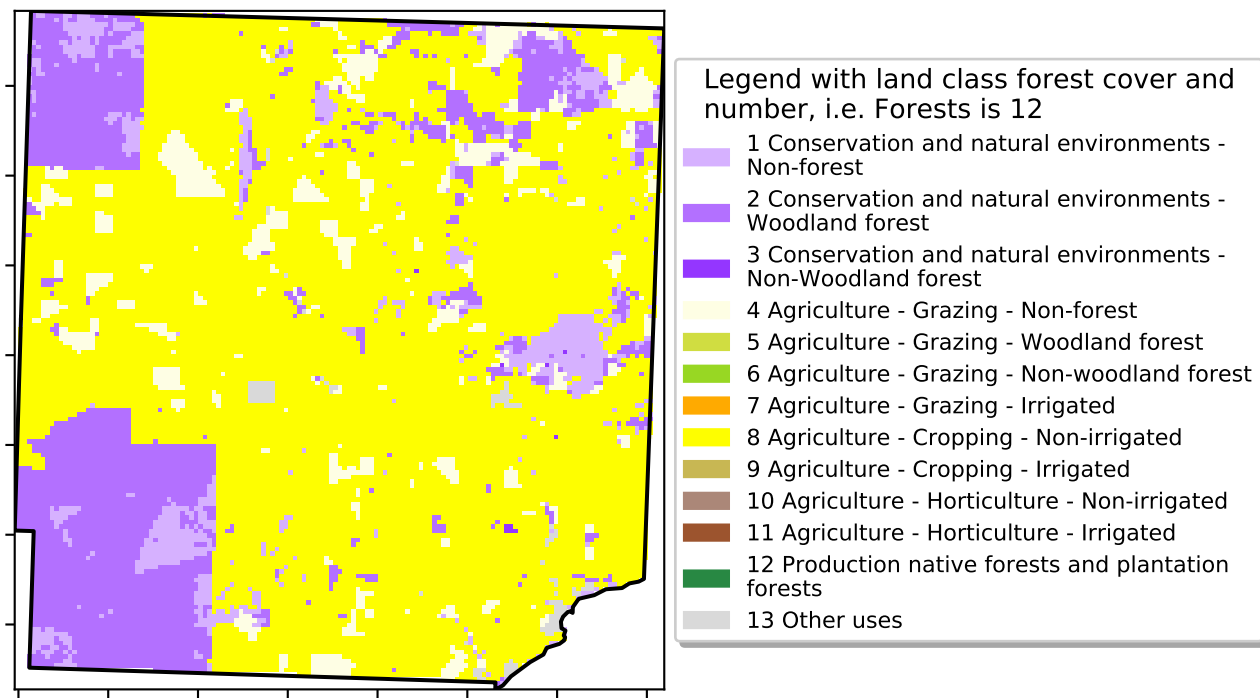 Legend with land class forest cover and
number, i.e. Forests is 12
1 Conservation and natural environments -
Non-forest
2 Conservation and natural environments -
Woodland forest
3 Conservation and natural environments -
Non-Woodland forest
4 Agriculture - Grazing - Non-forest
5 Agriculture - Grazing - Woodland forest
6 Agriculture - Grazing - Non-woodland forest
7 Agriculture - Grazing - Irrigated
8 Agriculture - Cropping - Non-irrigated
9 Agriculture - Cropping - Irrigated
10 Agriculture - Horticulture - Non-irrigated
11 Agriculture - Horticulture - Irrigated
12 Production native forests and plantation
forests
13 Other uses